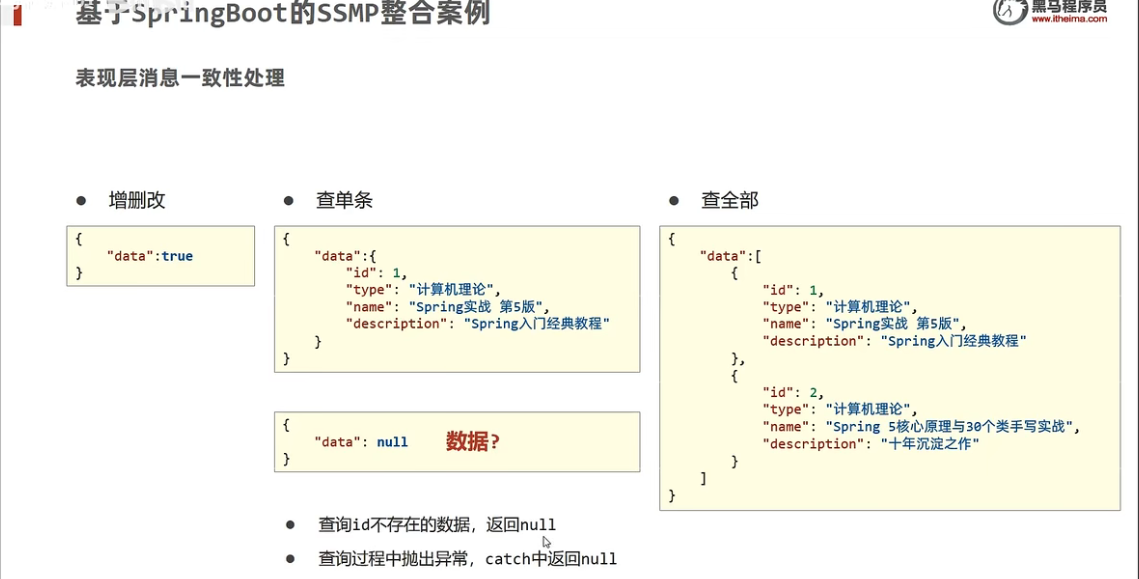 基于SpringBoot的SSMP整合案例
黑马程序员
www.itheima.com
表现层消息一致性处理
● 增删改
{
"data":true
}
● 查单条
{
"data":{
"id": 1,
"type": "计算机理论",
"name": "Spring实战 第5版",
"description": "Spring入门经典教程"
}
}
{
"data": null 数据?
}
● 查询id不存在的数据，返回null
● 查询过程中抛出异常，catch中返回null
● 查全部
{
"data":[
{
"id": 1,
"type": "计算机理论",
"name": "Spring实战 第5版",
"description": "Spring入门经典教程"
},
{
"id": 2,
"type": "计算机理论",
"name": "Spring 5核心原理与30个类手写实战",
"description": "十年沉淀之作"
}
]
}